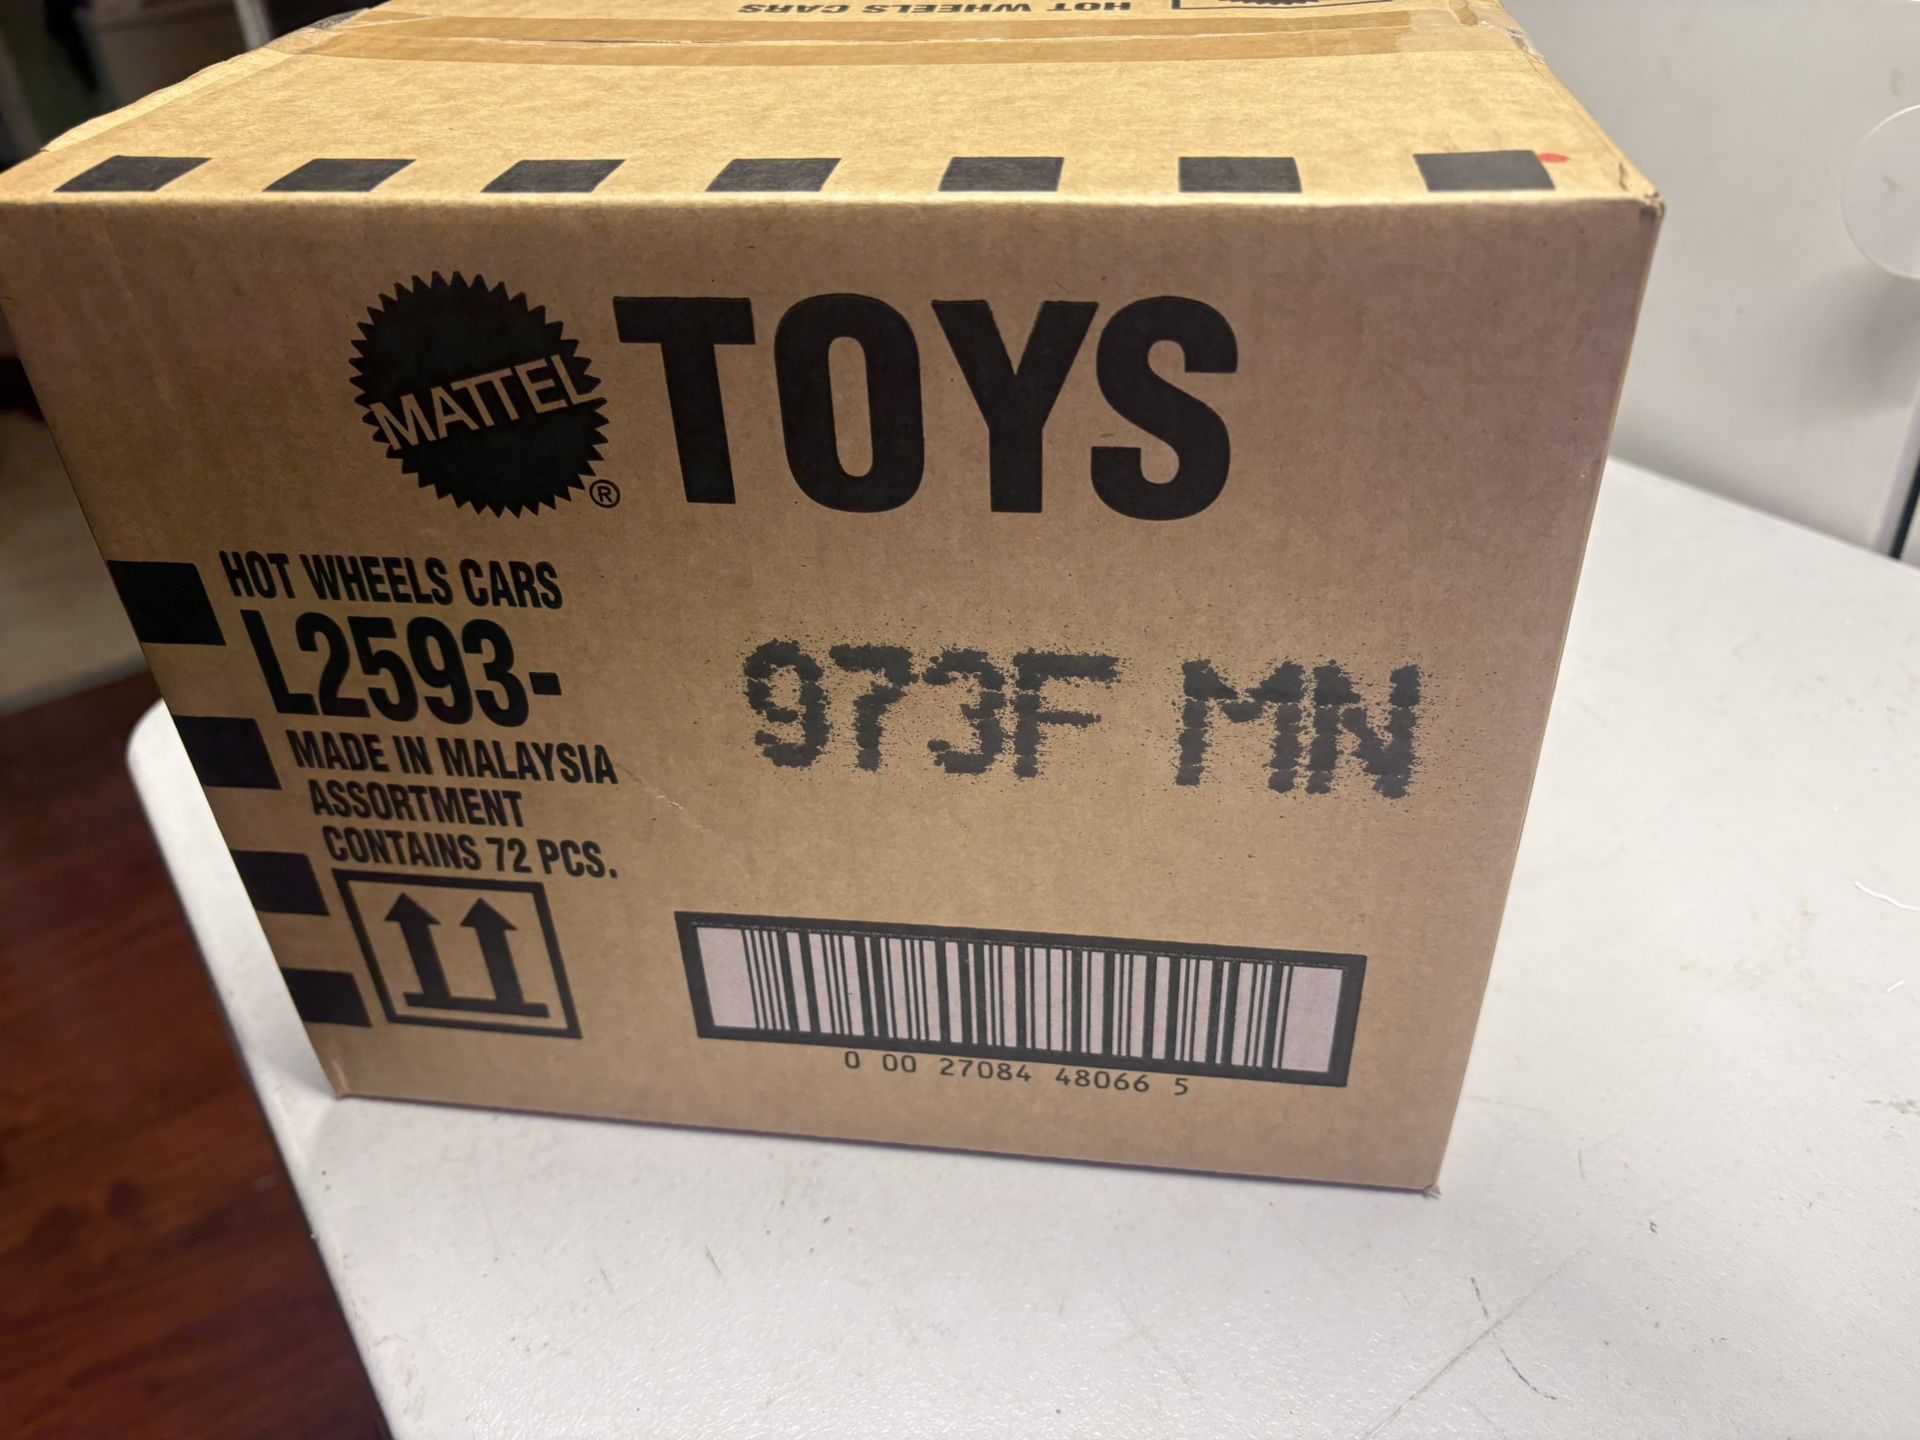 HOT WHEELS CARS
MATTEL ® TOYS
HOT WHEELS CARS
L2593-
973F MN
MADE IN MALAYSIA
ASSORTMENT
CONTAINS 72 PCS.
0 00 27084 48066 5